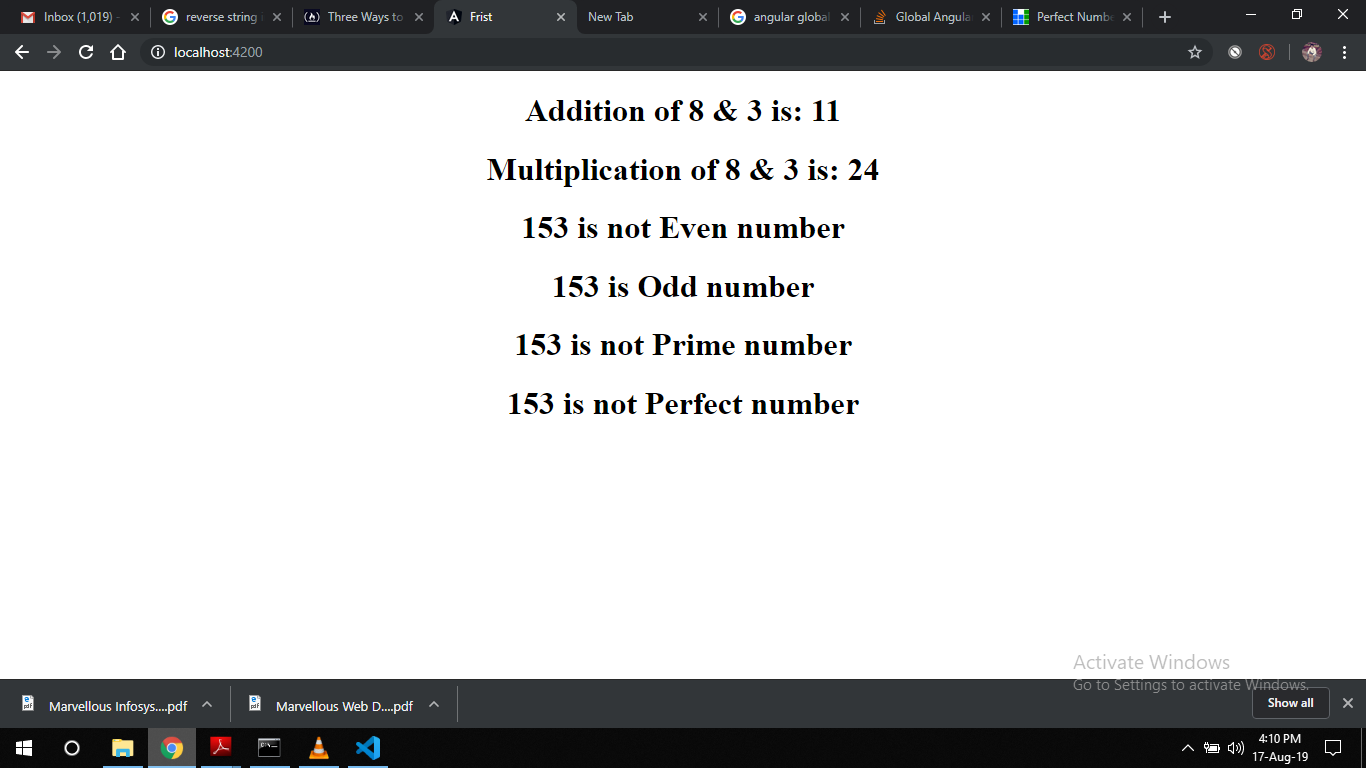 Inbox (1,019) -
reverse string i
Three Ways to
Frist
New Tab
angular global
Global Angula
Perfect Numbe
localhost:4200
Addition of 8 & 3 is: 11
Multiplication of 8 & 3 is: 24
153 is not Even number
153 is Odd number
153 is not Prime number
153 is not Perfect number
Activate Windows
Go to Settings to activate Windows.
Marvellous Infosys....pdf
Marvellous Web D....pdf
Show all
4:10 PM
17-Aug-19